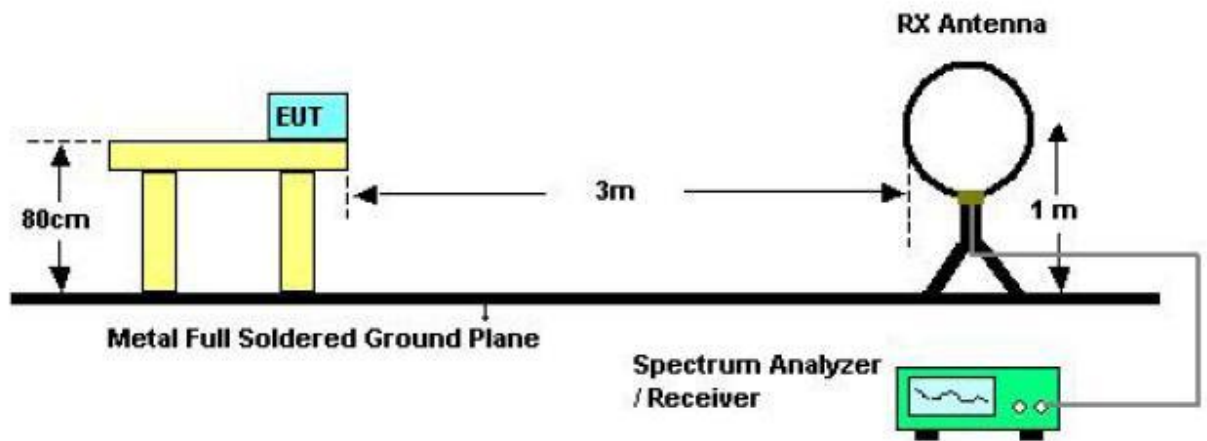 RX Antenna
EUT
80cm
3m
1 m
Metal Full Soldered Ground Plane
Spectrum Analyzer
/ Receiver